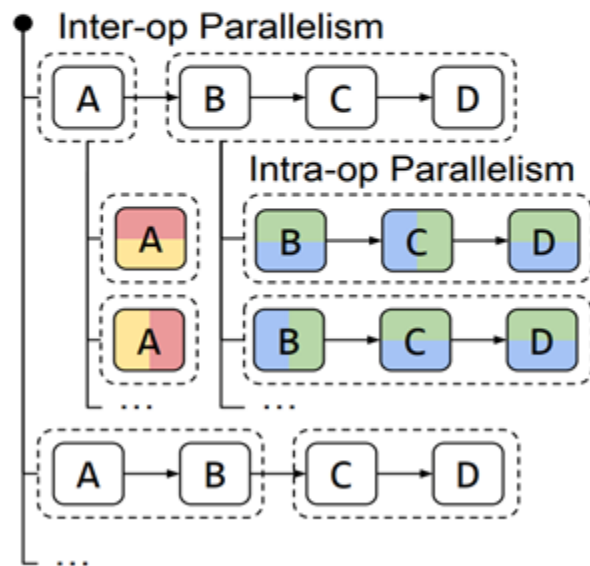 Inter-op Parallelism
A B C D
Intra-op Parallelism
A B C D
A B C D
... ...
A B C D
...